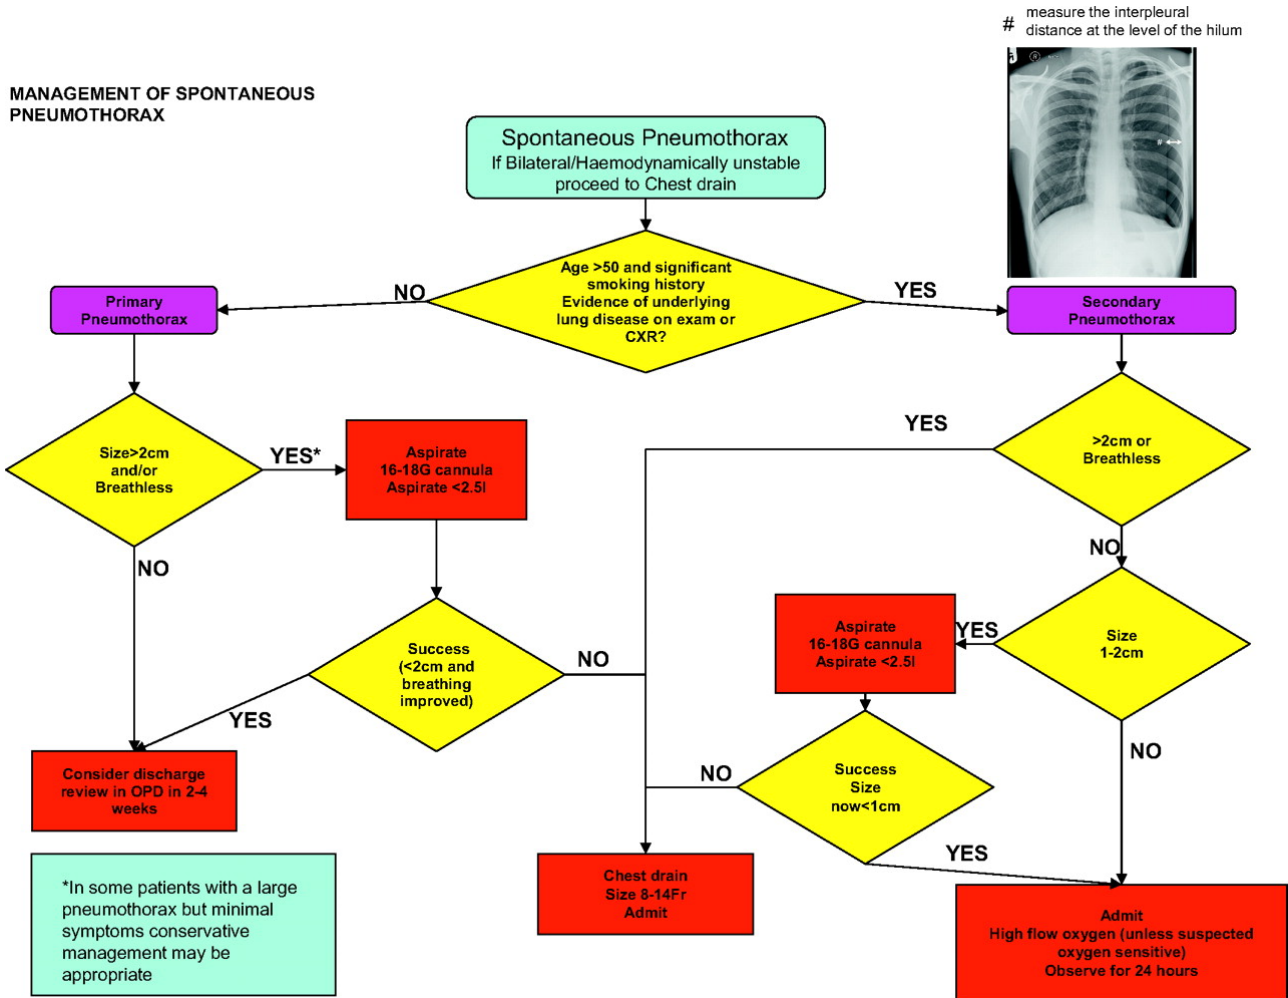 # measure the interpleural
distance at the level of the hilum
MANAGEMENT OF SPONTANEOUS
PNEUMOTHORAX
Spontaneous Pneumothorax
If Bilateral/Haemodynamically unstable
proceed to Chest drain
#
Age >50 and significant
smoking history
Evidence of underlying
lung disease on exam or
CXR?
NO
YES
Primary
Pneumothorax
Secondary
Pneumothorax
Size>2cm
and/or
Breathless
YES*
Aspirate
16-18G cannula
Aspirate <2.5l
YES
>2cm or
Breathless
NO
NO
Success
(<2cm and
breathing
improved)
NO
YES
Aspirate
16-18G cannula
Aspirate <2.5l
YES
Size
1-2cm
NO
Consider discharge
review in OPD in 2-4
weeks
NO
Success
Size
now<1cm
YES
*In some patients with a large
pneumothorax but minimal
symptoms conservative
management may be
appropriate
Chest drain
Size 8-14Fr
Admit
Admit
High flow oxygen (unless suspected
oxygen sensitive)
Observe for 24 hours